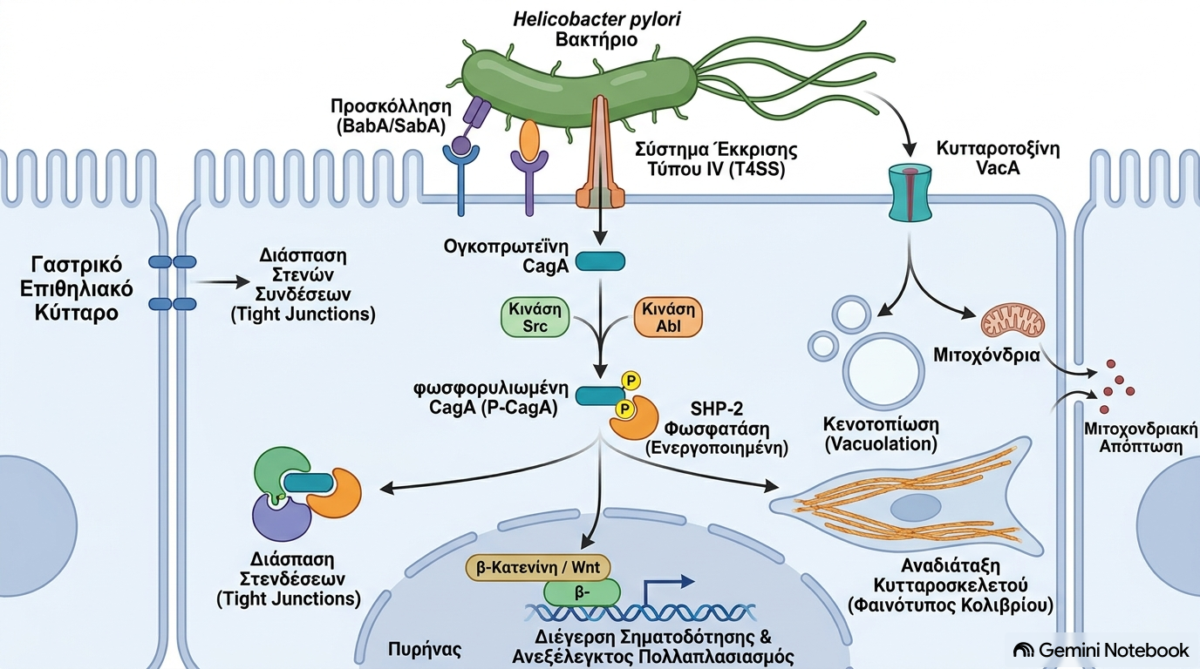 Helicobacter pylori
Βακτήριο
Προσκόλληση
(BabA/SabA)
Σύστημα Έκκρισης
Τύπου IV (T4SS)
Κυτταροτοξίνη
VacA
Γαστρικό
Επιθηλιακό
Κύτταρο
Διάσπαση
Στενών
Συνδέσεων
(Tight Junctions)
Ογκοπρωτεΐνη
CagA
Κινάση
Src
Κινάση
Abl
φωσφορυλιωμένη
CagA (P-CagA)
P
P
SHP-2
Φωσφατάση
(Ενεργοποιημένη)
Μιτοχόνδρια
Κενοτοπίωση
(Vacuolation)
Μιτοχονδριακή
Απόπτωση
Διάσπαση
Στενδέσεων
(Tight Junctions)
β-Κατενίνη / Wnt
β-
Πυρήνας
Διέγερση Σηματοδότησης &
Ανεξέλεγκτος Πολλαπλασιασμός
Αναδιάταξη
Κυτταροσκελετού
(Φαινότυπος Κολιβρίου)
Gemini Notebook